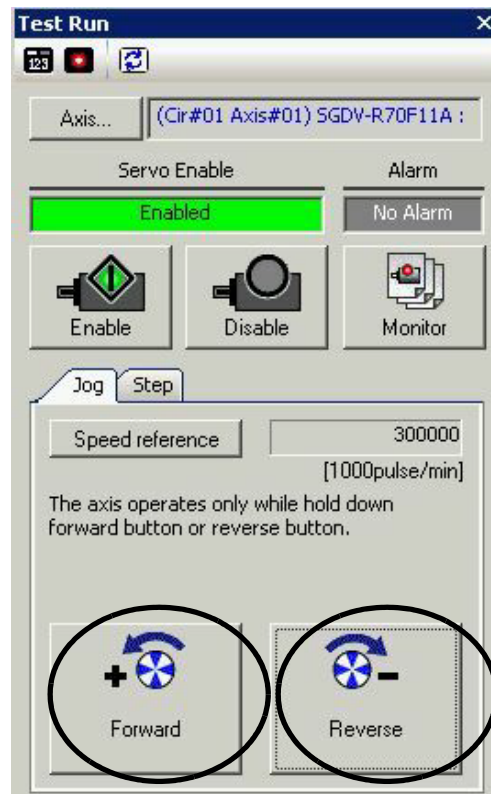 Test Run
123
Axis...
(Cir#01 Axis#01) SGDV-R70F11A :
Servo Enable
Alarm
Enabled
No Alarm
Enable
Disable
Monitor
Jog
Step
Speed reference
300000
[1000pulse/min]
The axis operates only while hold down
forward button or reverse button.
+
Forward
-
Reverse